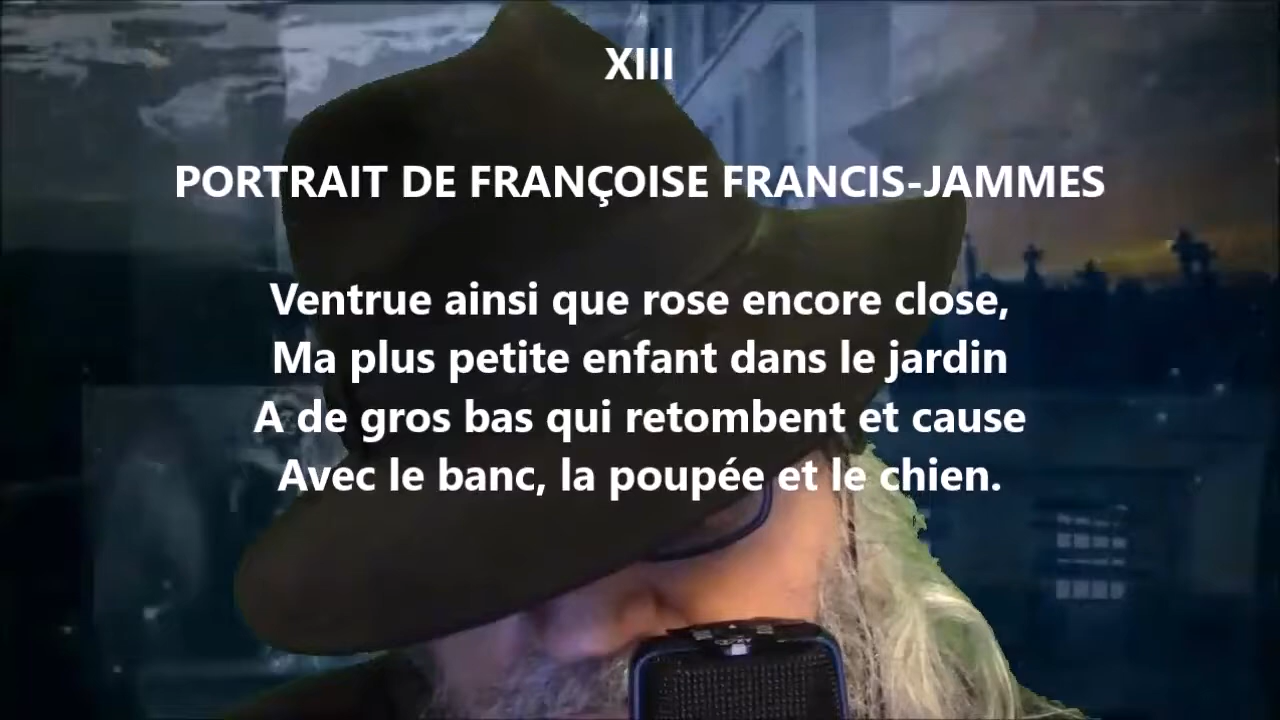 XIII
PORTRAIT DE FRANÇOISE FRANCIS-JAMMES
Ventrue ainsi que rose encore close,
Ma plus petite enfant dans le jardin
A de gros bas qui retombent et cause
Avec le banc, la poupée et le chien.